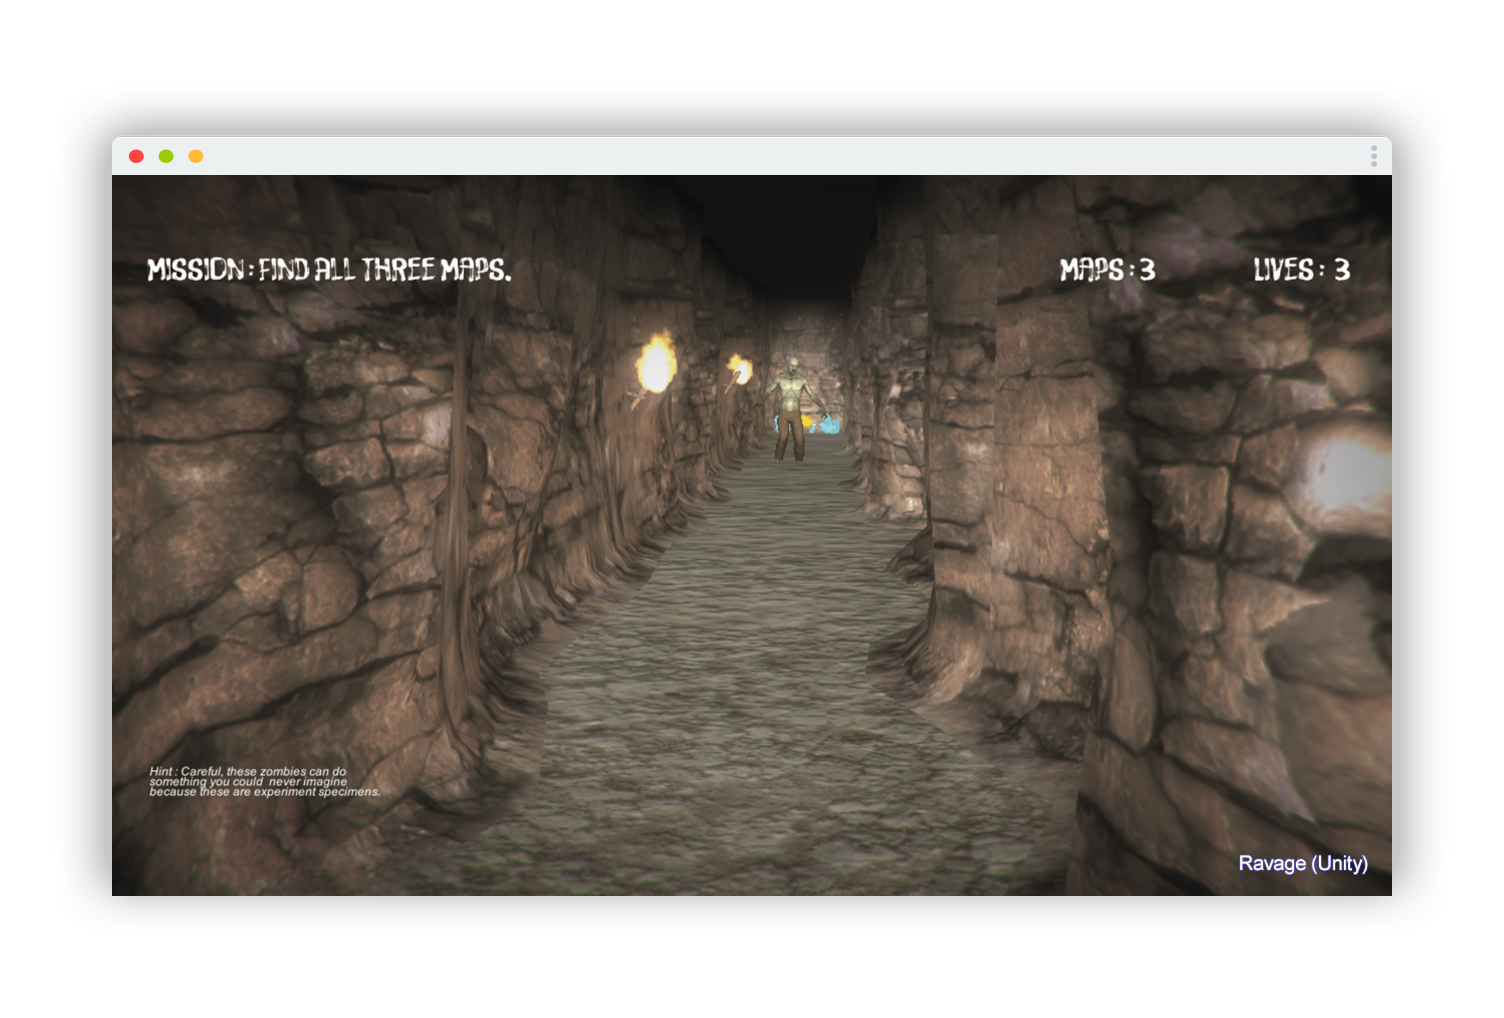 MISSION : FIND ALL THREE MAPS.
MAPS : 3
LIVES : 3
Hint : Careful, these zombies can do
something you could  never imagine
because these are experiment specimens.
Ravage (Unity)